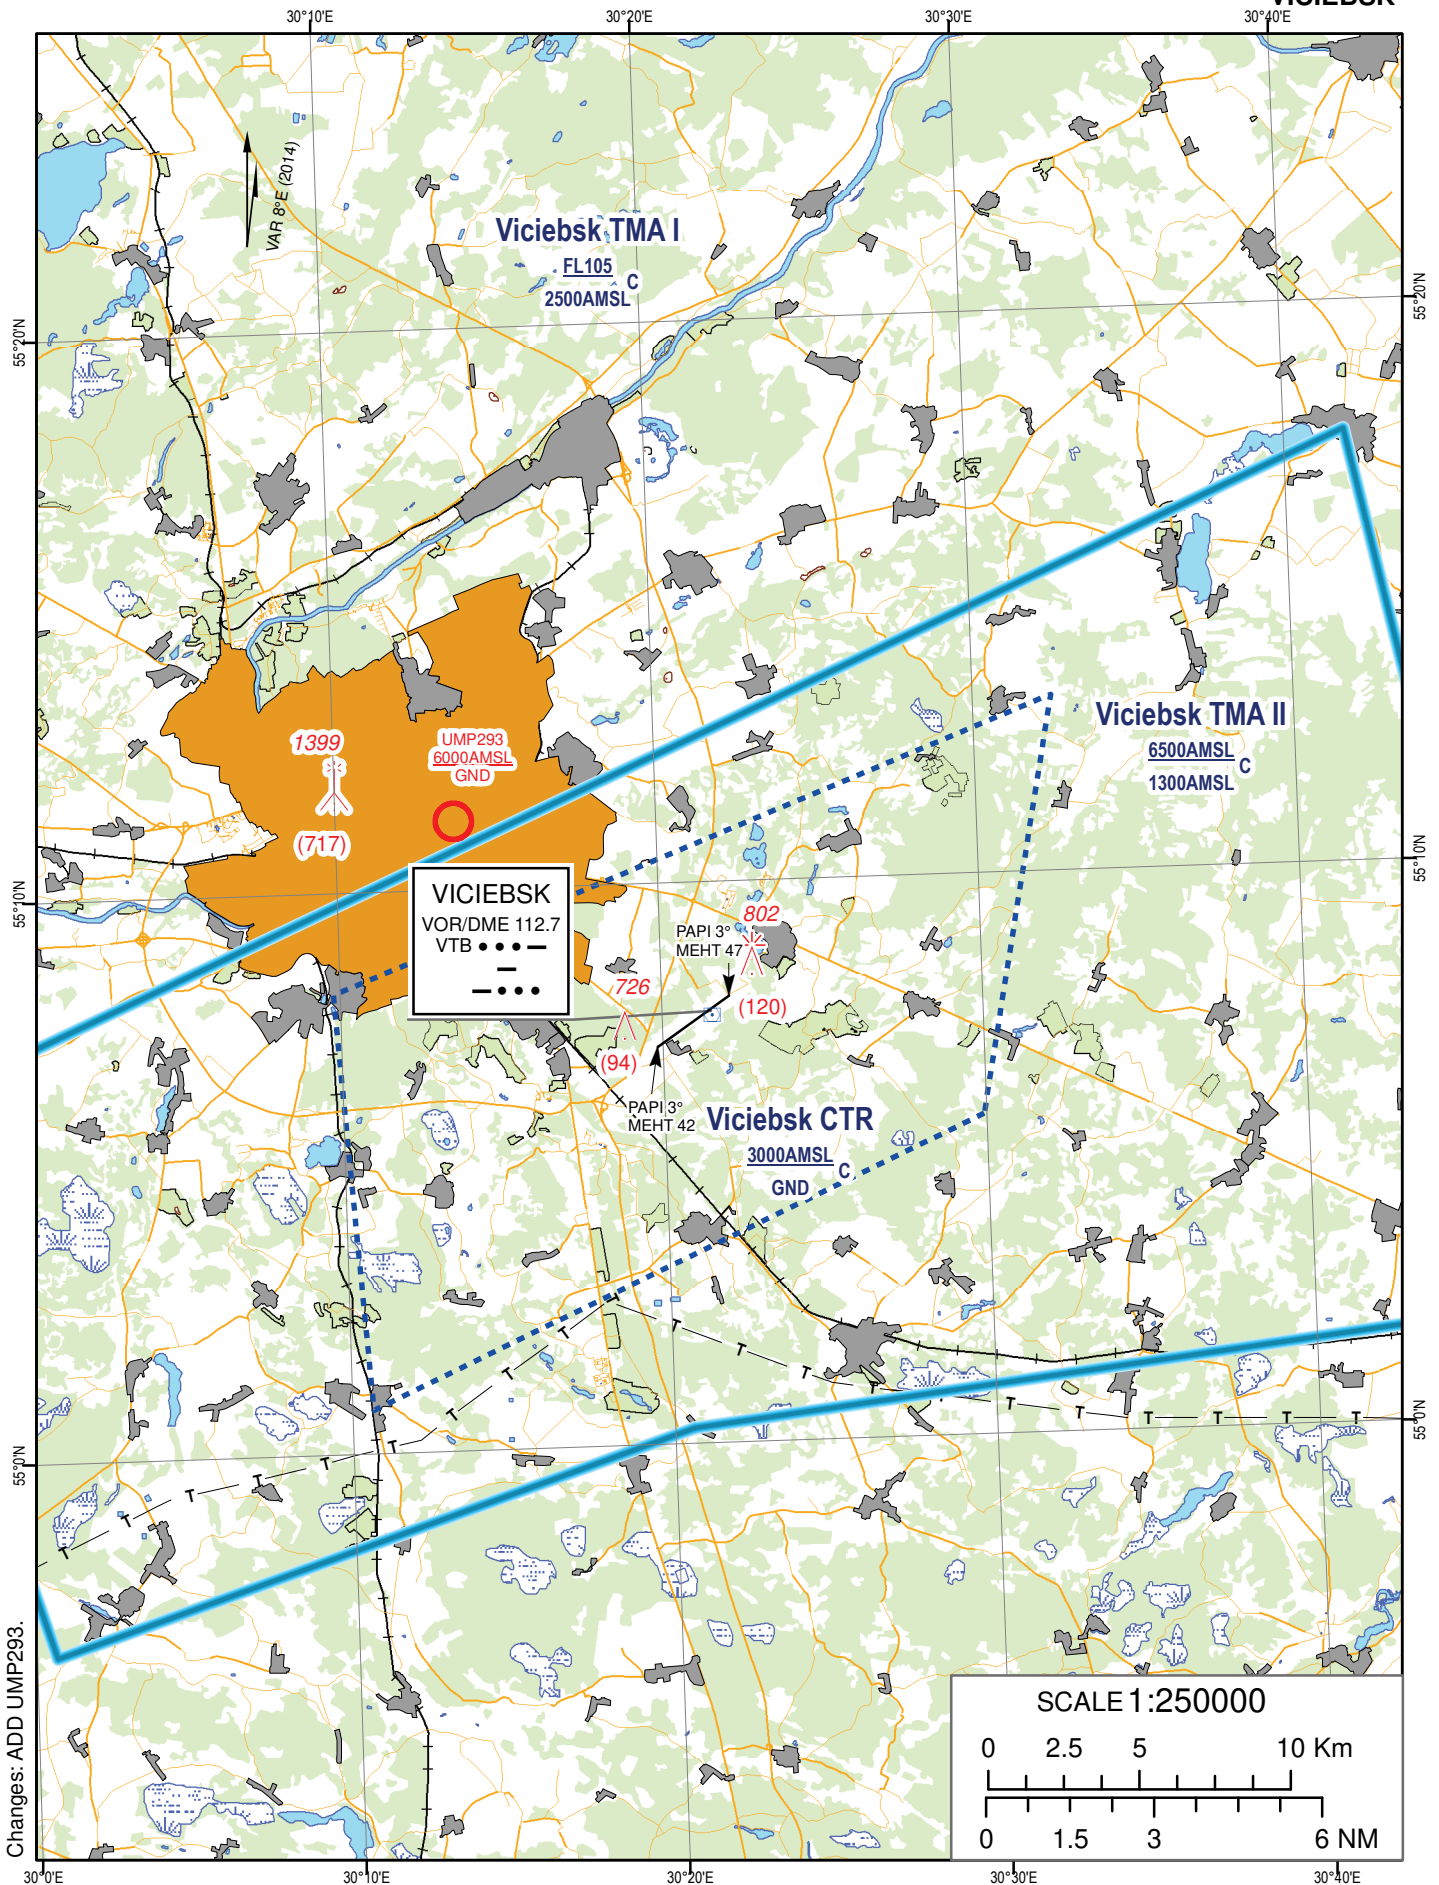 VICIEBSK
30°10'E
30°20'E
30°30'E
30°40'E
VAR 8°E (2014)
Viciebsk TMA I
FL105
C
2500AMSL
55°20'N
55°20'N
Viciebsk TMA II
6500AMSL
C
1300AMSL
1399
(717)
UMP293
6000AMSL
GND
55°10'N
55°10'N
VICIEBSK
VOR/DME 112.7
VTB
802
(120)
PAPI 3°
MEHT 47
726
(94)
PAPI 3°
MEHT 42
Viciebsk CTR
3000AMSL
C
GND
T T T T T T T T T T T T T T T T T T T T
55°0'N
55°0'N
Changes: ADD UMP293.
SCALE 1:250000
0 2.5 5 10 Km
0 1.5 3 6 NM
30°0'E
30°10'E
30°20'E
30°30'E
30°40'E